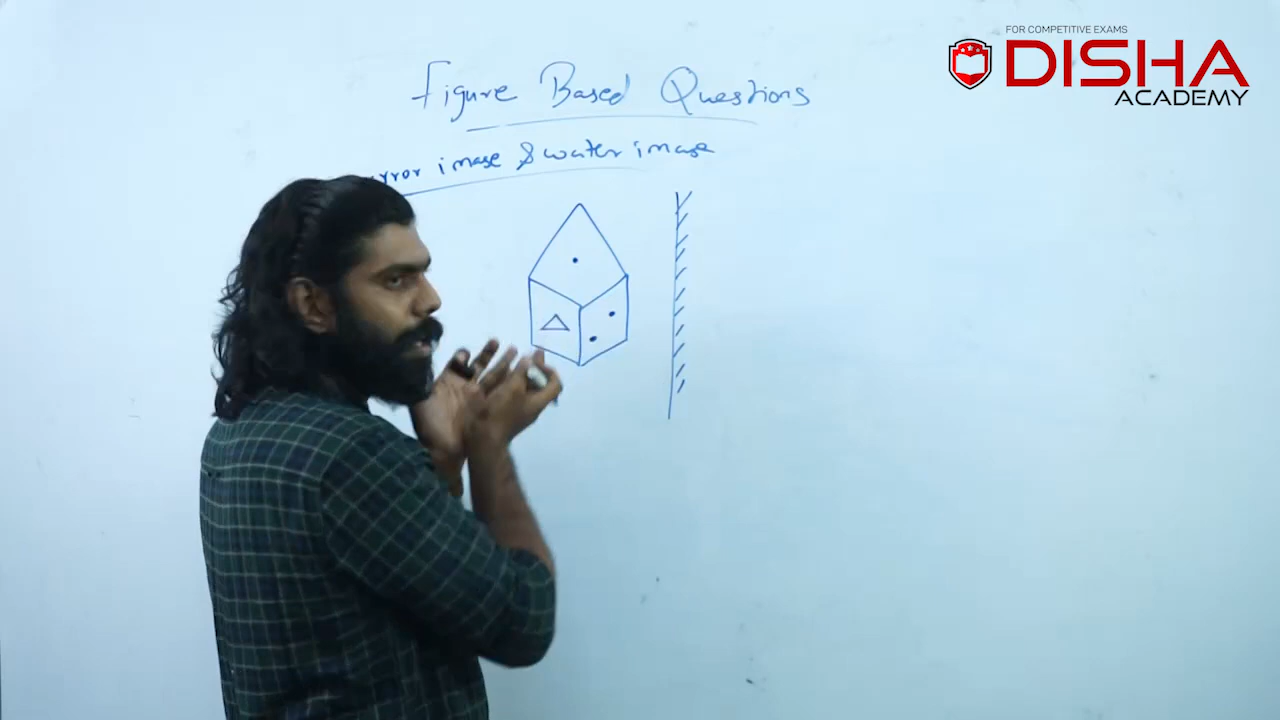 FOR COMPETITIVE EXAMS
DISHA
ACADEMY
Figure Based Questions
rror image & water image